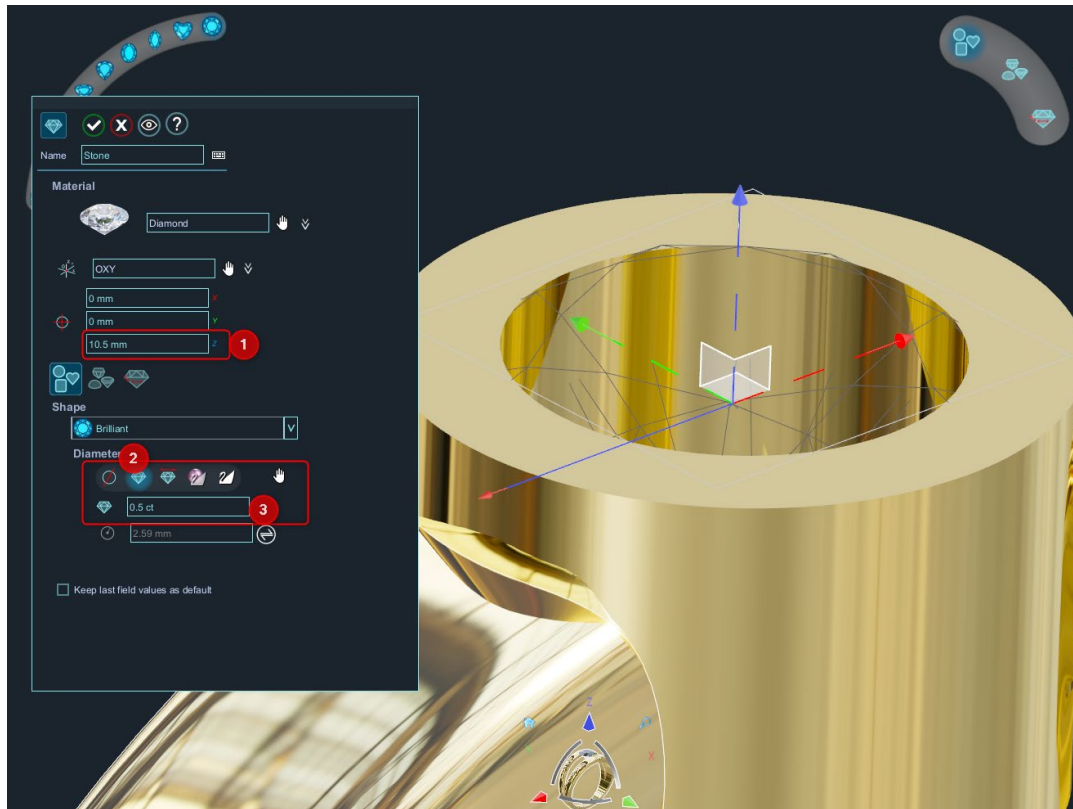 ?
Name Stone
Material
Diamond
OXY
0 mm X
0 mm Y
10.5 mm Z 1
Shape
Brilliant V
Diameter 2
0.5 ct 3
2.59 mm
Keep last field values as default
Z
X